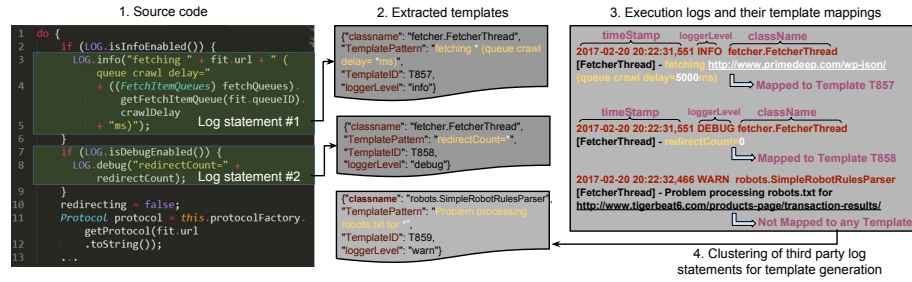 1. Source code
1 do {
2 if (LOG.isInfoEnabled()) {
3 LOG.info("fetching " + fit.url + " (
queue crawl delay="
4 + ((FetchItemQueues) fetchQueues).
getFetchItemQueue(fit.queueID).
crawlDelay
5 + "ms)");
Log statement #1
6 }
7 if (LOG.isDebugEnabled()) {
8 LOG.debug("redirectCount=" +
redirectCount);
Log statement #2
9 }
10 redirecting = false;
11 Protocol protocol = this.protocolFactory.
getProtocol(fit.url
12 .toString());
13 ...
2. Extracted templates
{"classname": "fetcher.FetcherThread",
"TemplatePattern": "fetching * (queue crawl
delay= *ms)",
"TemplateID": T857,
"loggerLevel": "info"}
{"classname": "fetcher.FetcherThread",
"TemplatePattern": "redirectCount=*",
"TemplateID": T858,
"loggerLevel": "debug"}
{"classname": "robots.SimpleRobotRulesParser",
"TemplatePattern": "Problem processing
robots.txt for *",
"TemplateID": T859,
"loggerLevel": "warn"}
3. Execution logs and their template mappings
timeStamp loggerLevel className
2017-02-20 20:22:31,551 INFO fetcher.FetcherThread
[FetcherThread] - fetching http://www.primedeep.com/wp-json/
(queue crawl delay=5000ms)
Mapped to Template T857
timeStamp loggerLevel className
2017-02-20 20:22:31,551 DEBUG fetcher.FetcherThread
[FetcherThread] - redirectCount=0
Mapped to Template T858
2017-02-20 20:22:32,466 WARN robots.SimpleRobotRulesParser
[FetcherThread] - Problem processing robots.txt for
http://www.tigerbeat6.com/products-page/transaction-results/
Not Mapped to any Template
4. Clustering of third party log
statements for template generation